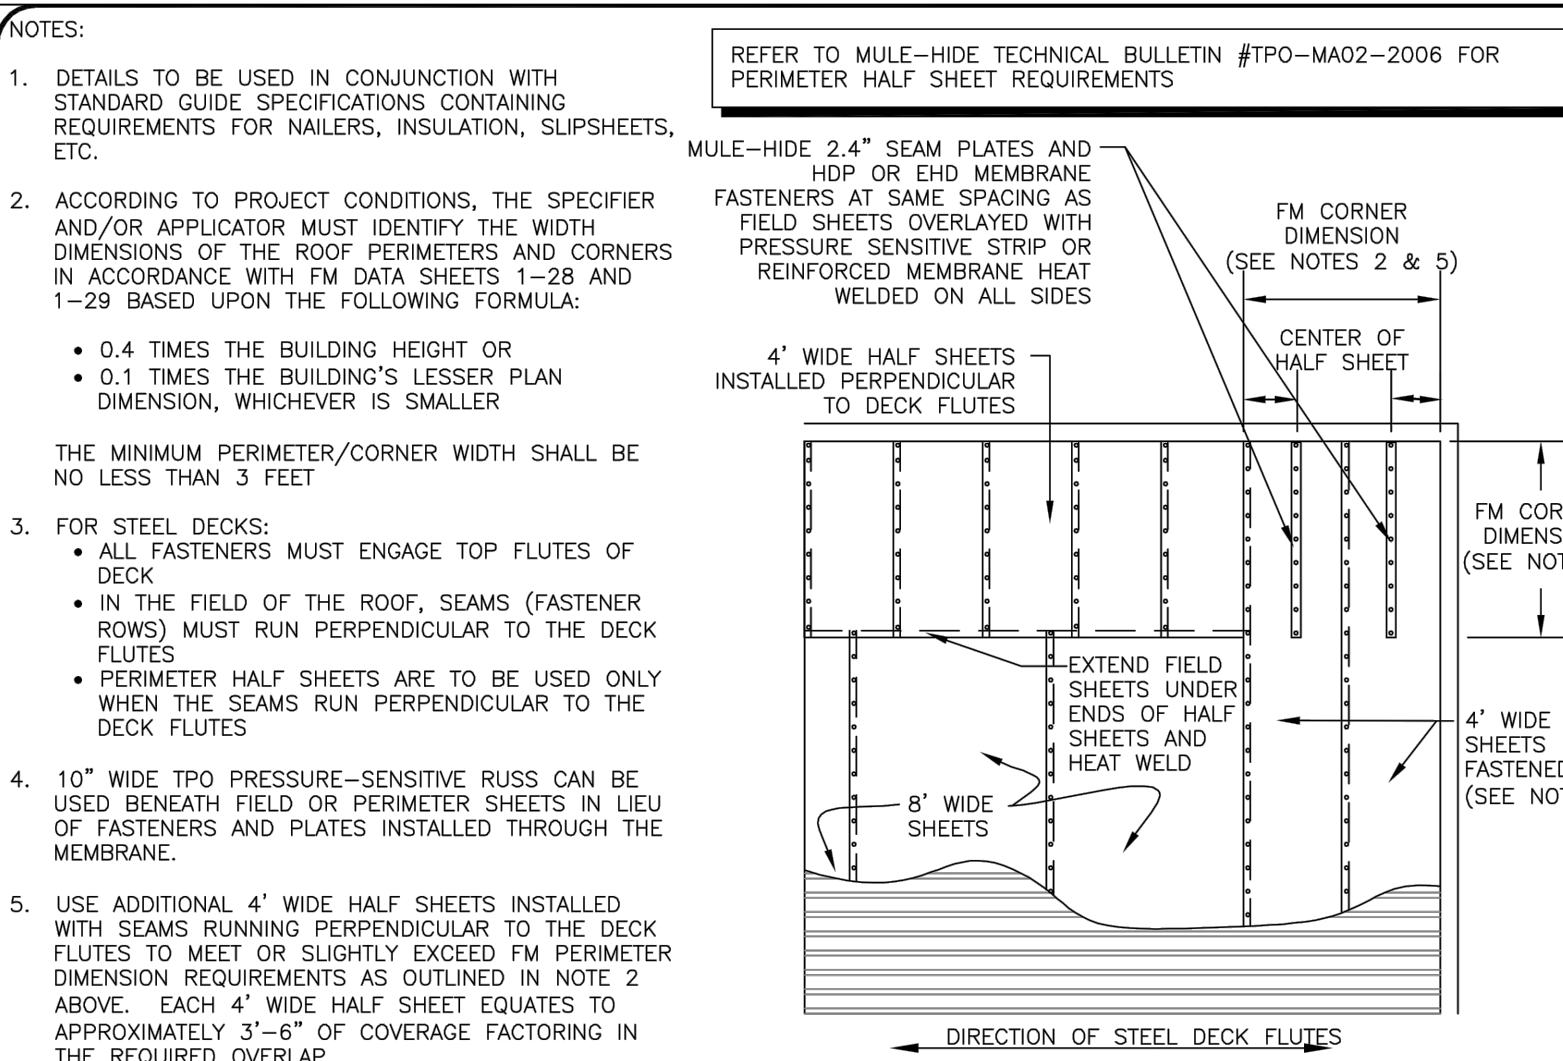 NOTES:
1. DETAILS TO BE USED IN CONJUNCTION WITH
STANDARD GUIDE SPECIFICATIONS CONTAINING
REQUIREMENTS FOR NAILERS, INSULATION, SLIPSHEETS,
ETC.
2. ACCORDING TO PROJECT CONDITIONS, THE SPECIFIER
AND/OR APPLICATOR MUST IDENTIFY THE WIDTH
DIMENSIONS OF THE ROOF PERIMETERS AND CORNERS
IN ACCORDANCE WITH FM DATA SHEETS 1-28 AND
1-29 BASED UPON THE FOLLOWING FORMULA:
• 0.4 TIMES THE BUILDING HEIGHT OR
• 0.1 TIMES THE BUILDING'S LESSER PLAN
DIMENSION, WHICHEVER IS SMALLER
THE MINIMUM PERIMETER/CORNER WIDTH SHALL BE
NO LESS THAN 3 FEET
3. FOR STEEL DECKS:
• ALL FASTENERS MUST ENGAGE TOP FLUTES OF
DECK
• IN THE FIELD OF THE ROOF, SEAMS (FASTENER
ROWS) MUST RUN PERPENDICULAR TO THE DECK
FLUTES
• PERIMETER HALF SHEETS ARE TO BE USED ONLY
WHEN THE SEAMS RUN PERPENDICULAR TO THE
DECK FLUTES
4. 10" WIDE TPO PRESSURE-SENSITIVE RUSS CAN BE
USED BENEATH FIELD OR PERIMETER SHEETS IN LIEU
OF FASTENERS AND PLATES INSTALLED THROUGH THE
MEMBRANE.
5. USE ADDITIONAL 4' WIDE HALF SHEETS INSTALLED
WITH SEAMS RUNNING PERPENDICULAR TO THE DECK
FLUTES TO MEET OR SLIGHTLY EXCEED FM PERIMETER
DIMENSION REQUIREMENTS AS OUTLINED IN NOTE 2
ABOVE. EACH 4' WIDE HALF SHEET EQUATES TO
APPROXIMATELY 3'-6" OF COVERAGE FACTORING IN
THE REQUIRED OVERLAP
REFER TO MULE-HIDE TECHNICAL BULLETIN #TPO-MA02-2006 FOR
PERIMETER HALF SHEET REQUIREMENTS
MULE-HIDE 2.4" SEAM PLATES AND
HDP OR EHD MEMBRANE
FASTENERS AT SAME SPACING AS
FIELD SHEETS OVERLAYED WITH
PRESSURE SENSITIVE STRIP OR
REINFORCED MEMBRANE HEAT
WELDED ON ALL SIDES
FM CORNER
DIMENSION
(SEE NOTES 2 & 5)
CENTER OF
HALF SHEET
4' WIDE HALF SHEETS
INSTALLED PERPENDICULAR
TO DECK FLUTES
FM COR
DIMENS
(SEE NOT
EXTEND FIELD
SHEETS UNDER
ENDS OF HALF
SHEETS AND
HEAT WELD
4' WIDE
SHEETS
FASTENED
(SEE NOT
8' WIDE
SHEETS
DIRECTION OF STEEL DECK FLUTES